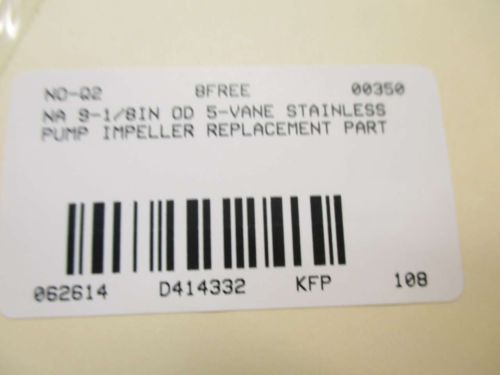 NO-Q2 8FREE 00350
NA 9-1/8IN OD 5-VANE STAINLESS
PUMP IMPELLER REPLACEMENT PART
062614 D414332 KFP 108